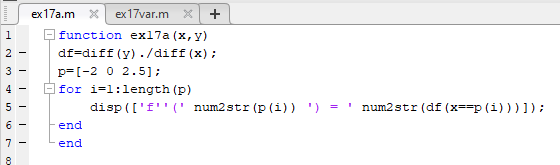 ex17a.m × ex17var.m × +
1 function ex17a(x,y)
2 - df=diff(y)./diff(x);
3 - p=[-2 0 2.5];
4 - for i=1:length(p)
5 - disp(['f''(' num2str(p(i)) ') = ' num2str(df(x==p(i)))]);
6 - end
7 - end
8